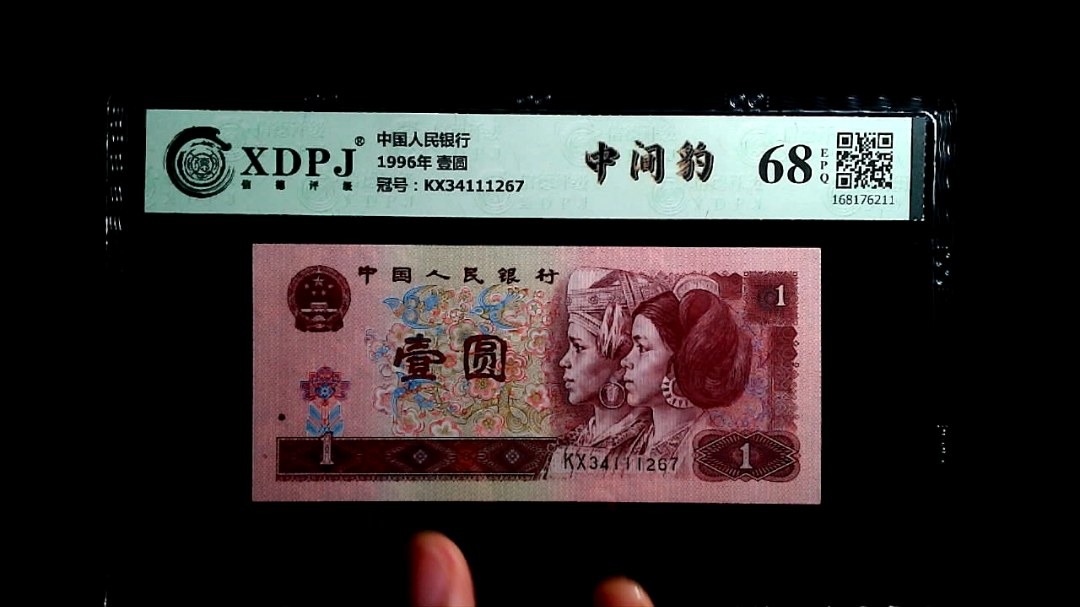 XDPJ®
信德评级
中国人民银行
1996年 壹圆
冠号：KX34111267
中间豹
68
EPQ
168176211
中国人民银行
1
壹圆
1
KX34111267
1